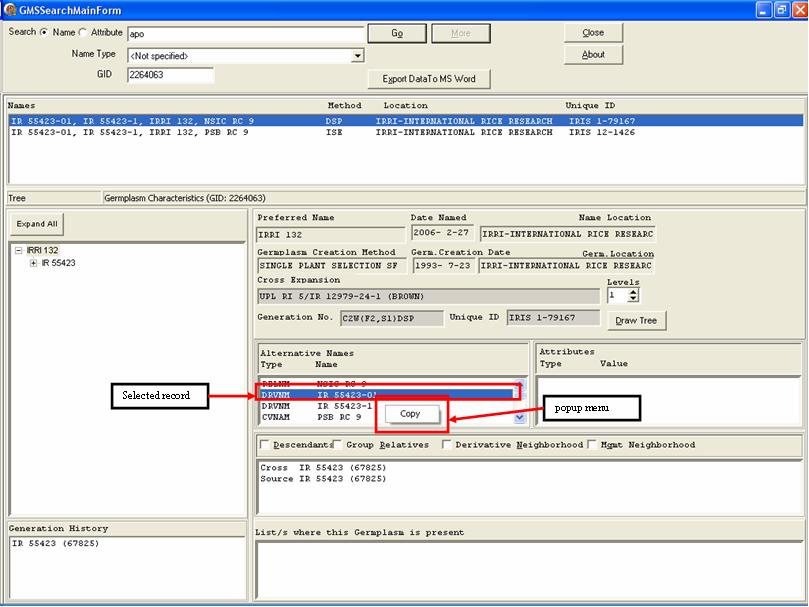 GMSSearchMainForm
Search Name Attribute apo Go More Close
Name Type <Not specified> About
GID 2264063 Export DataTo MS Word
Names Method Location Unique ID
IR 55423-01, IR 55423-1, IRRI 132, NSIC RC 9 DSP IRRI-INTERNATIONAL RICE RESEARCH IRIS 1-79167
IR 55423-01, IR 55423-1, IRRI 132, PSB RC 9 ISE IRRI-INTERNATIONAL RICE RESEARCH IRIS 12-1426
Tree Germplasm Characteristics (GID: 2264063)
Expand All
IRRI 132
IR 55423
Preferred Name Date Named Name Location
IRRI 132 2006- 2-27 IRRI-INTERNATIONAL RICE RESEARC
Germplasm Creation Method Germ.Creation Date Germ.Location
SINGLE PLANT SELECTION SF 1993- 7-23 IRRI-INTERNATIONAL RICE RESEARC
Cross Expansion Levels
UPL RI 5/IR 12979-24-1 (BROWN) 1
Generation No. C2W(F2,S1)DSP Unique ID IRIS 1-79167 Draw Tree
Alternative Names Attributes
Type Name Type Value
NSIC RC 9
Selected record DRVNM IR 55423-01
DRVNM IR 55423-1
CVNAM PSB RC 9 Copy popup menu
Descendants Group Relatives Derivative Neighborhood Mgmt Neighborhood
Cross IR 55423 (67825)
Source IR 55423 (67825)
Generation History List/s where this Germplasm is present
IR 55423 (67825)